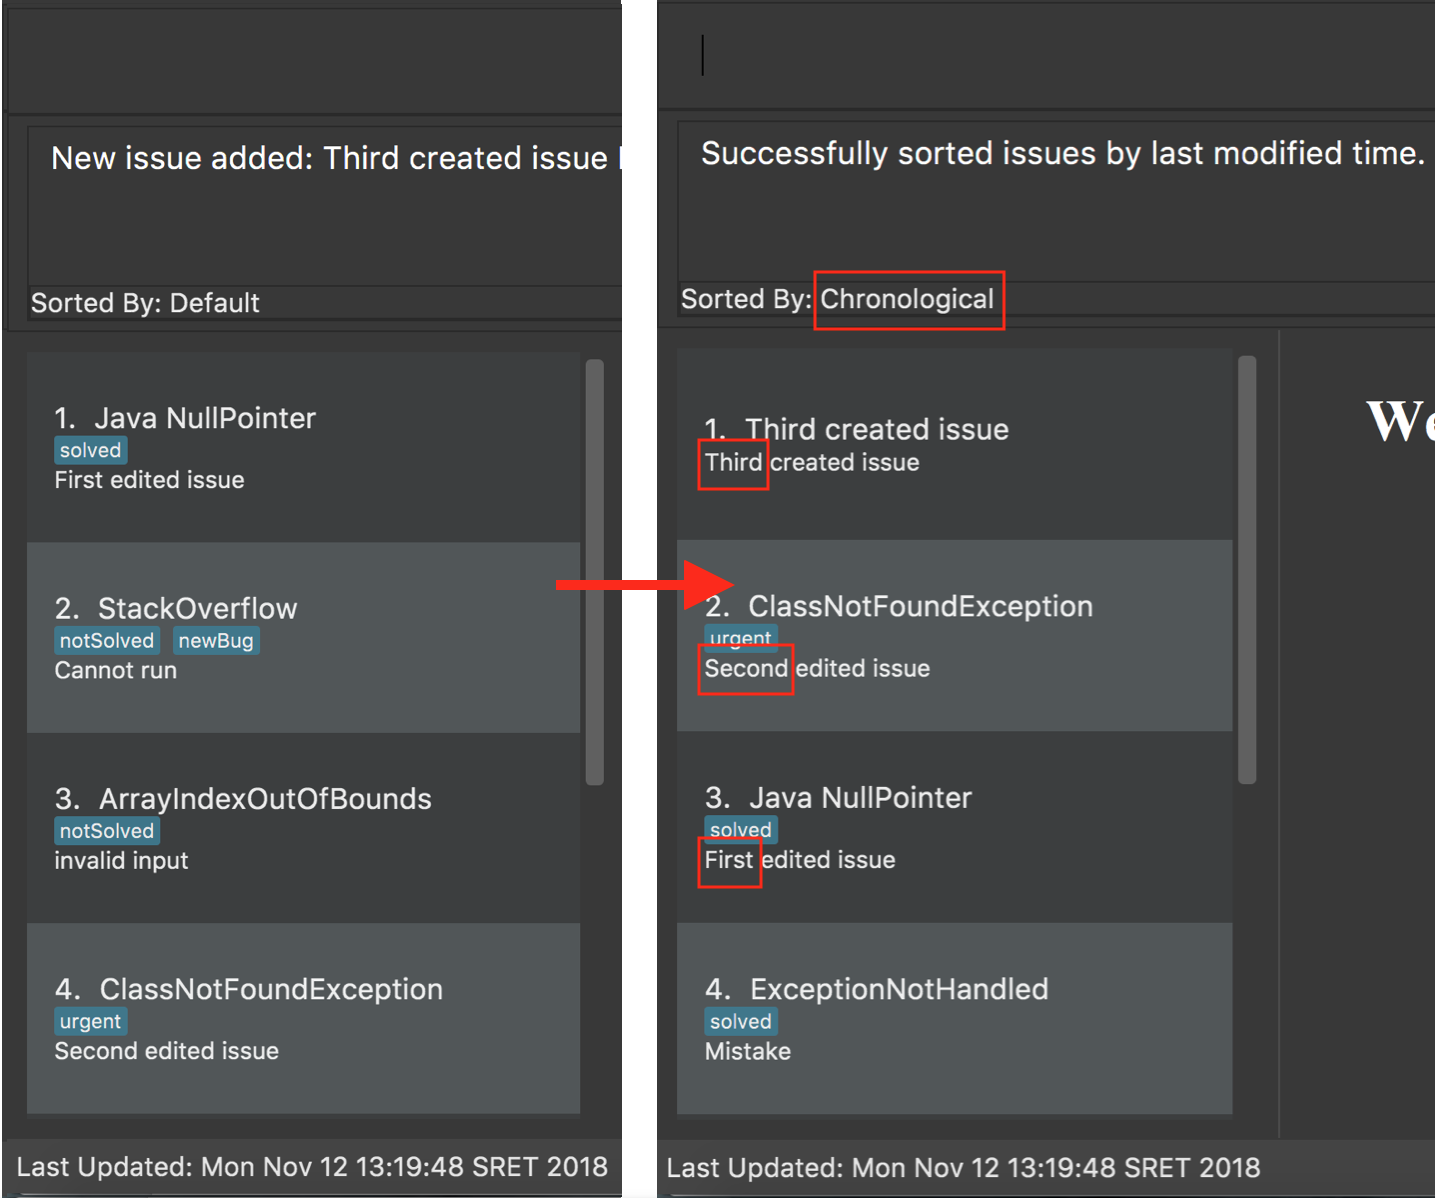 New issue added: Third created issue
Sorted By: Default
1. Java NullPointer
solved
First edited issue
2. StackOverflow
notSolved newBug
Cannot run
3. ArrayIndexOutOfBounds
notSolved
invalid input
4. ClassNotFoundException
urgent
Second edited issue
Last Updated: Mon Nov 12 13:19:48 SRET 2018
Successfully sorted issues by last modified time.
Sorted By: Chronological
1. Third created issue
Third created issue
2. ClassNotFoundException
urgent
Second edited issue
3. Java NullPointer
solved
First edited issue
4. ExceptionNotHandled
solved
Mistake
We
Last Updated: Mon Nov 12 13:19:48 SRET 2018